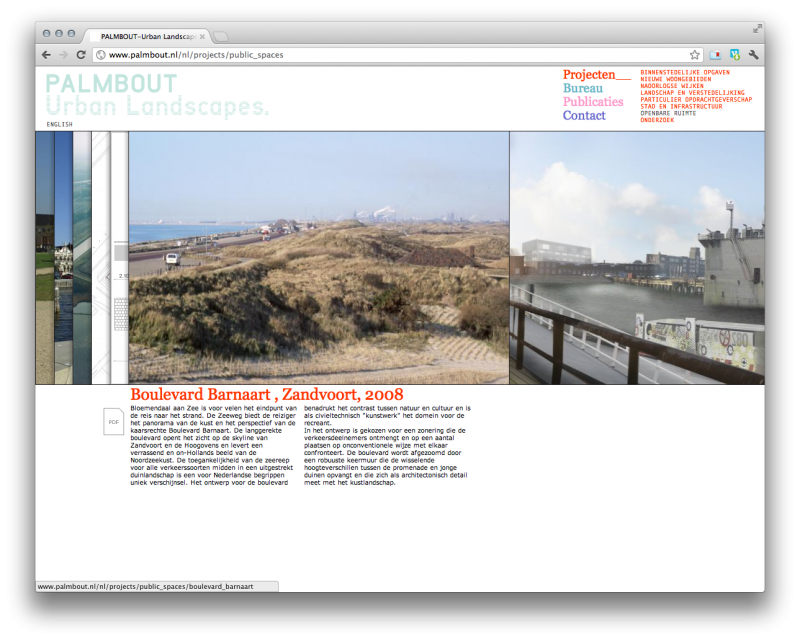 PALMBOUT–Urban Landscape
www.palmbout.nl/nl/projects/public_spaces
PALMBOUT
Urban Landscapes.
ENGLISH
Projecten__
Bureau
Publicaties
Contact
BINNENSTEDELIJKE OPGAVEN
NIEUWE WOONGEBIEDEN
NAOORLOGSE WIJKEN
LANDSCHAP EN VERSTEDELIJKING
PARTICULIER OPDRACHTGEVERSCHAP
STAD EN INFRASTRUCTUUR
OPENBARE RUIMTE
ONDERZOEK
Boulevard Barnaart , Zandvoort, 2008
PDF
Bloemendaal aan Zee is voor velen het eindpunt van
de reis naar het strand. De Zeeweg biedt de reiziger
het panorama van de kust en het perspectief van de
kaarsrechte Boulevard Barnaart. De langgerekte
boulevard opent het zicht op de skyline van
Zandvoort en de Hoogovens en levert een
verrassend en on-Hollands beeld van de
Noordzeekust. De toegankelijkheid van de zeereep
voor alle verkeerssoorten midden in een uitgestrekt
duinlandschap is een voor Nederlandse begrippen
uniek verschijnsel. Het ontwerp voor de boulevard
benadrukt het contrast tussen natuur en cultuur en is
als civieltechnisch "kunstwerk" het domein voor de
recreant.
In het ontwerp is gekozen voor een zonering die de
verkeersdeelnemers ontmengt en op een aantal
plaatsen op onconventionele wijze met elkaar
confronteert. De boulevard wordt afgezoomd door
een robuuste keermuur die de wisselende
hoogteverschillen tussen de promenade en jonge
duinen opvangt en die zich als architectonisch detail
meet met het kustlandschap.
www.palmbout.nl/nl/projects/public_spaces/boulevard_barnaart